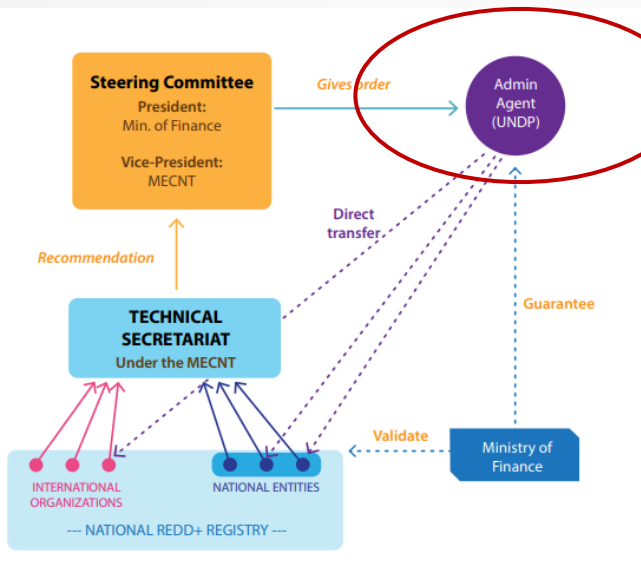 Steering Committee
President:
Min. of Finance
Vice-President:
MECNT
Gives order
Admin
Agent
(UNDP)
Direct
transfer
Recommendation
Guarantee
TECHNICAL
SECRETARIAT
Under the MECNT
Validate
Ministry of
Finance
INTERNATIONAL
ORGANIZATIONS
NATIONAL ENTITIES
--- NATIONAL REDD+ REGISTRY ---